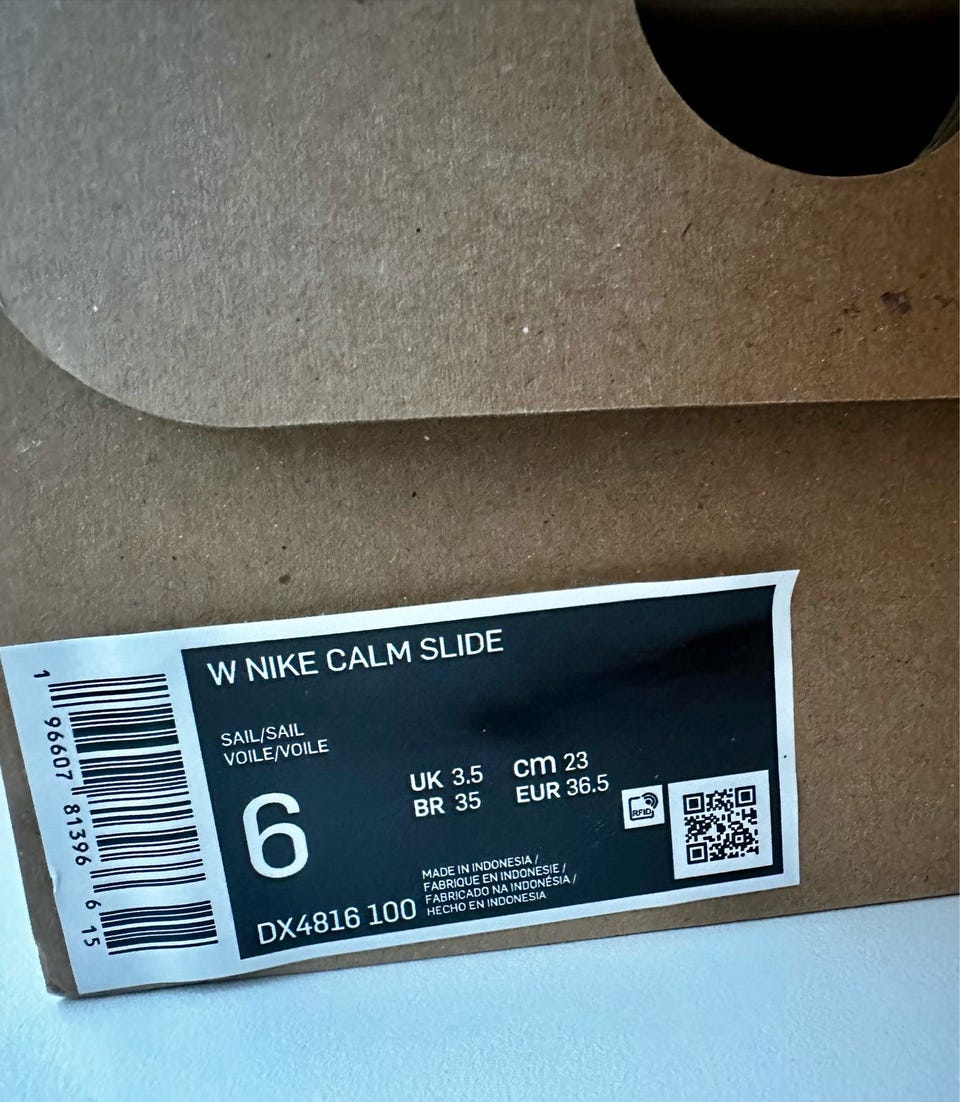 W NIKE CALM SLIDE
SAIL/SAIL
VOILE/VOILE
6
UK 3.5
BR 35
cm 23
EUR 36.5
RFID
DX4816 100
MADE IN INDONESIA /
FABRIQUE EN INDONESIE /
FABRICADO NA INDONÉSIA /
HECHO EN INDONESIA
1 96607 81396 6 15